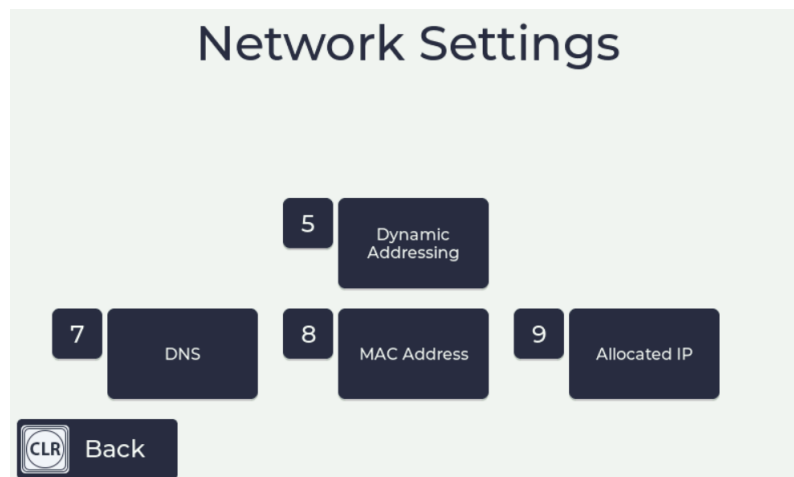 Network Settings
5
Dynamic
Addressing
7
DNS
8
MAC Address
9
Allocated IP
CLR
Back